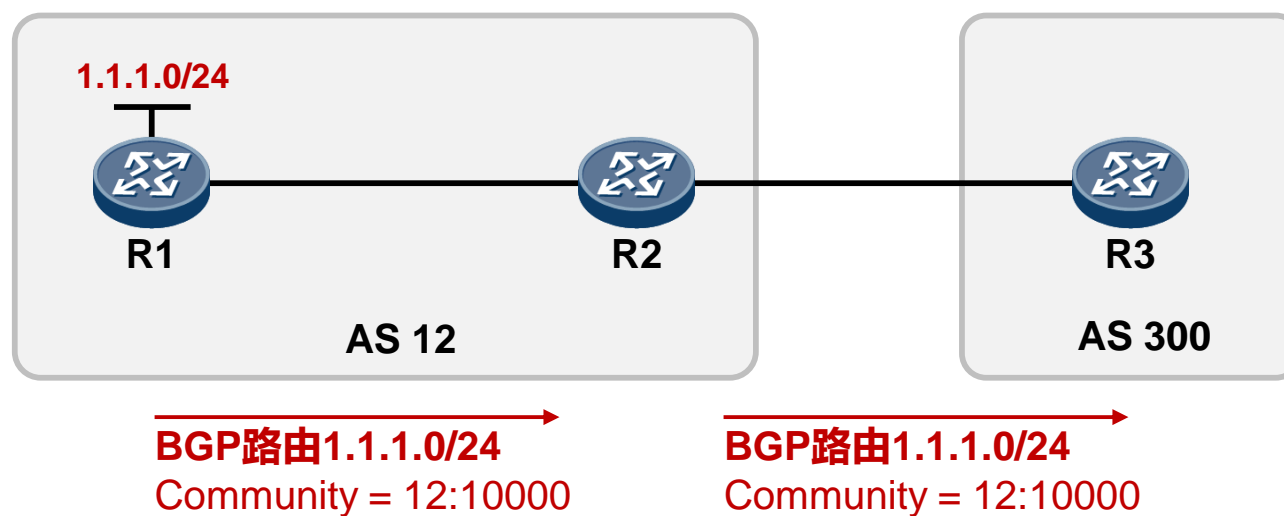 1.1.1.0/24
R1
R2
R3
AS 12
AS 300
BGP路由1.1.1.0/24
Community = 12:10000
BGP路由1.1.1.0/24
Community = 12:10000